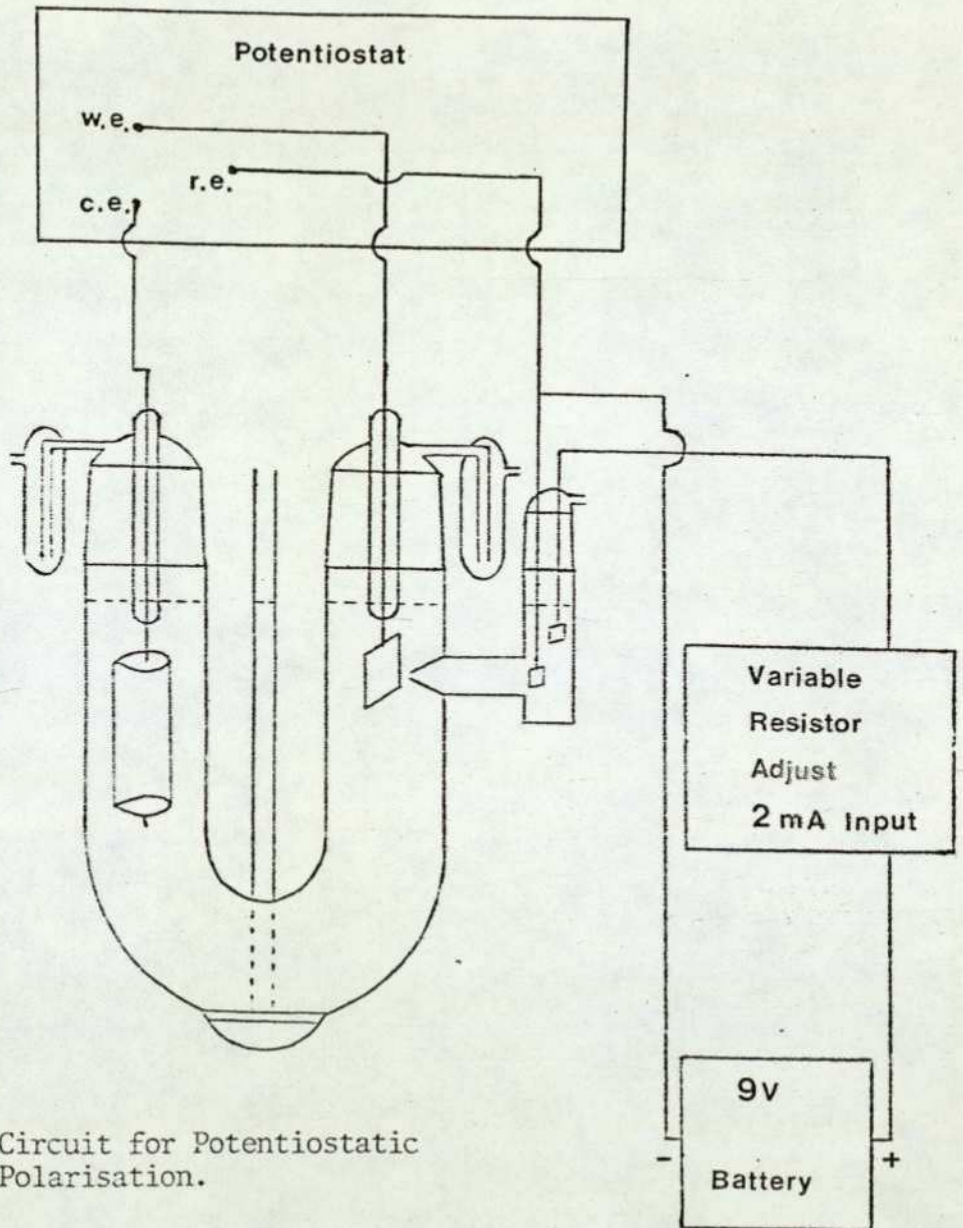 Potentiostat
w.e.
r.e.
c.e.
Variable
Resistor
Adjust
2 mA Input
9v
Battery
- +
Circuit for Potentiostatic
Polarisation.